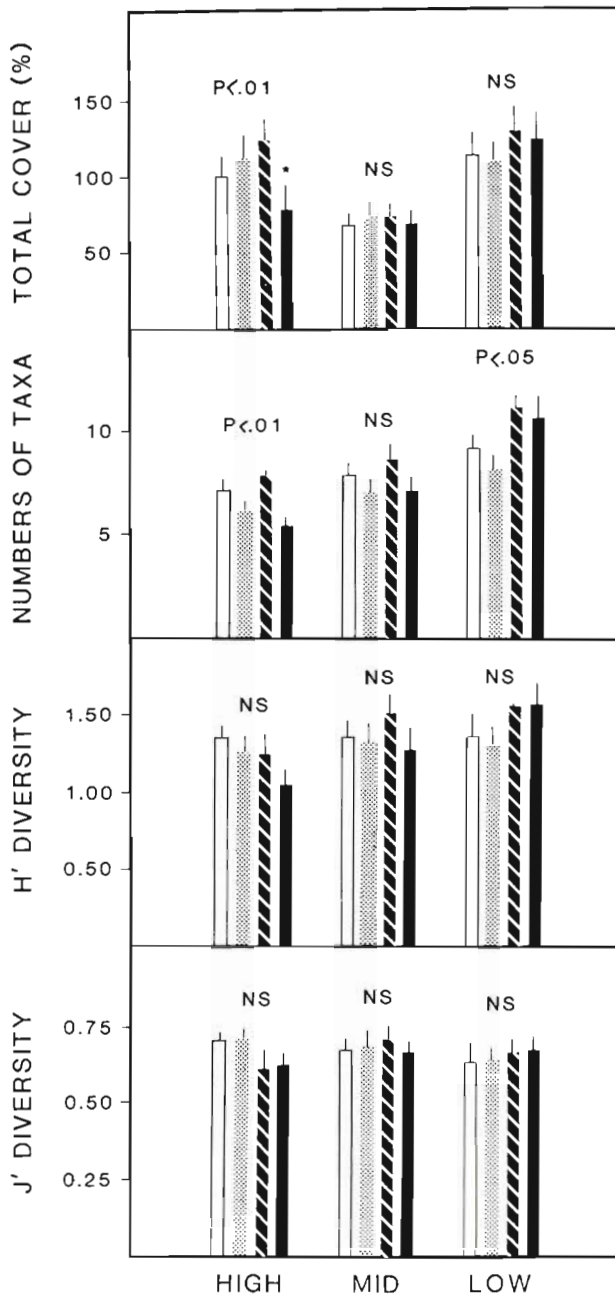 TOTAL COVER (%)
150
100
50
P<.01
*
NS
NS
NUMBERS OF TAXA
10
5
P<.01
NS
P<.05
H' DIVERSITY
1.50
1.00
0.50
NS
NS
NS
J' DIVERSITY
0.75
0.50
0.25
NS
NS
NS
HIGH MID LOW